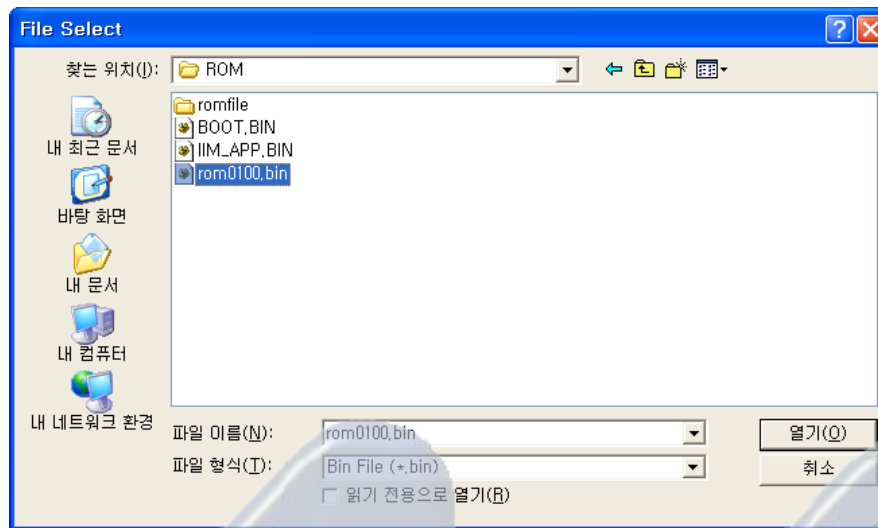 File Select
찾는 위치(I): ROM
romfile
BOOT.BIN
IIM_APP.BIN
rom0100.bin
내 최근 문서
바탕 화면
내 문서
내 컴퓨터
내 네트워크 환경
파일 이름(N): rom0100.bin 열기(O)
파일 형식(T): Bin File (*.bin) 취소
읽기 전용으로 열기(R)